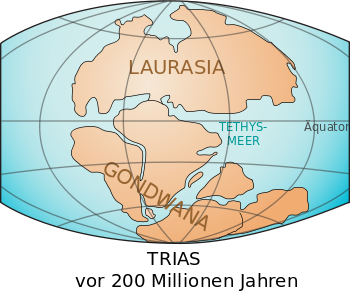 LAURASIA
TETHYS-
MEER
Äquator
GONDWANA
TRIAS
vor 200 Millionen Jahren